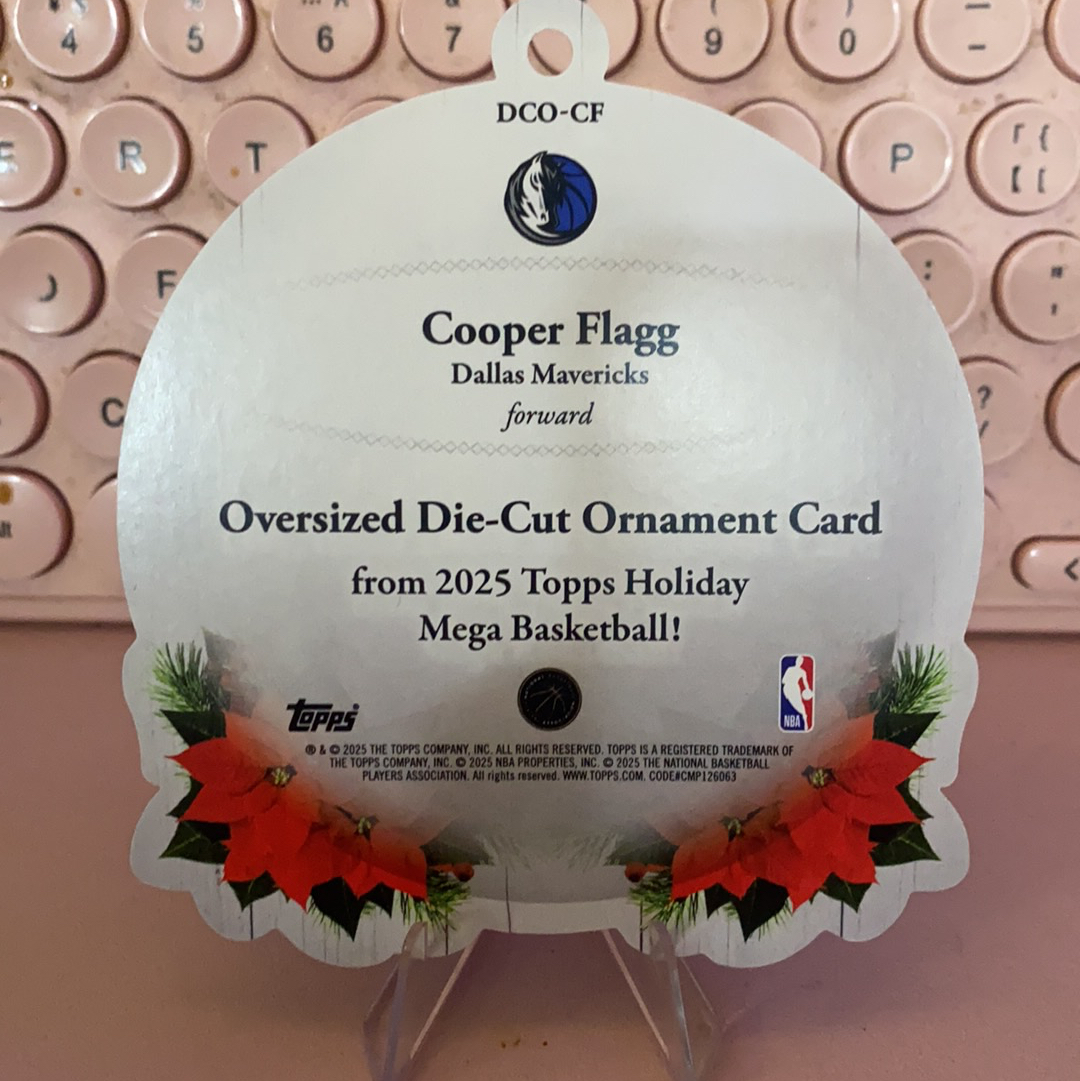 4 5 6 7 9 0 -
DCO-CF
R T P
Cooper Flagg
Dallas Mavericks
forward
Oversized Die-Cut Ornament Card
from 2025 Topps Holiday
Mega Basketball!
topps
NBA
® & © 2025 THE TOPPS COMPANY, INC. ALL RIGHTS RESERVED. TOPPS IS A REGISTERED TRADEMARK OF
THE TOPPS COMPANY, INC. © 2025 NBA PROPERTIES, INC. © 2025 THE NATIONAL BASKETBALL
PLAYERS ASSOCIATION. All rights reserved. WWW.TOPPS.COM. CODE#CMP126063